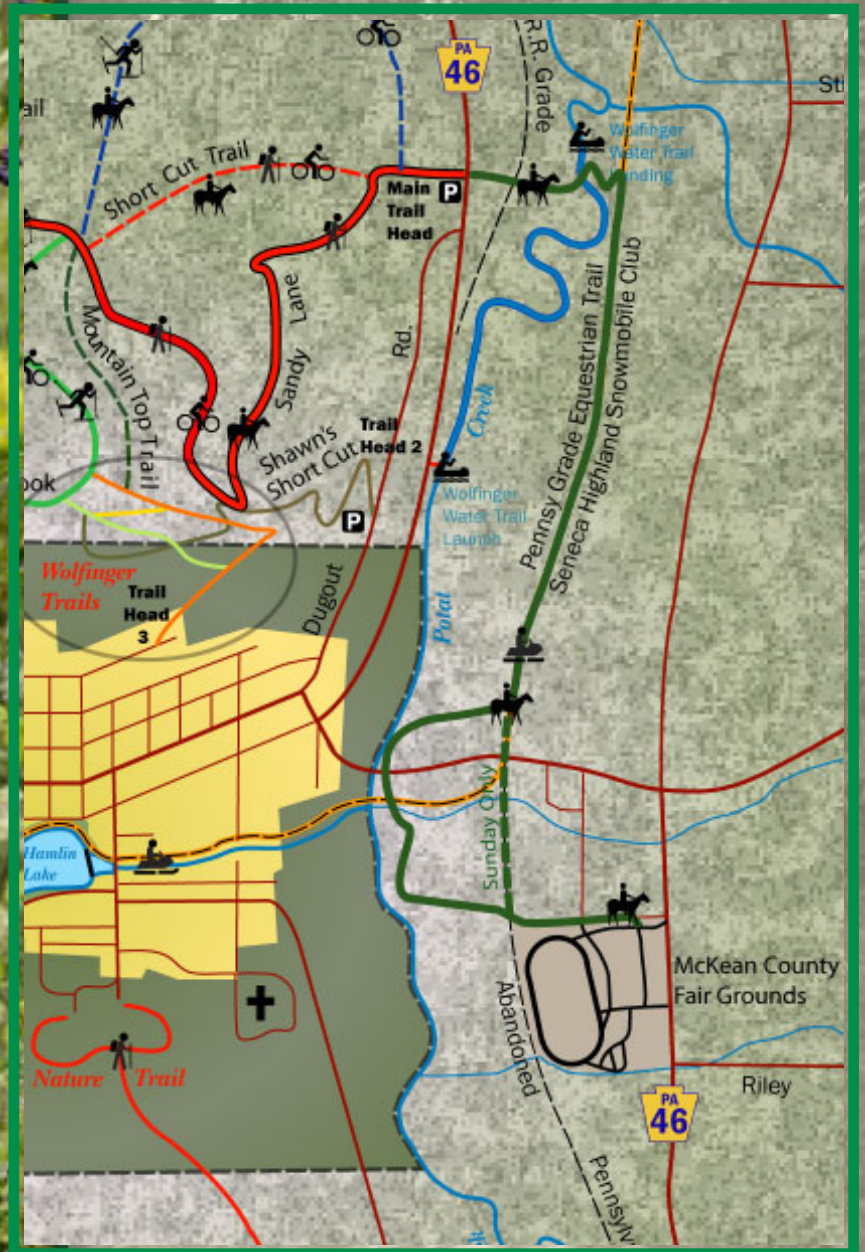 PA
46
R.R. Grade
ail
Short Cut Trail
Wolfinger
Water Trail
Landing
Main
Trail
Head
P
Sandy Lane
Rd.
Mountain Top Trail
Pennsy Grade Equestrian Trail
Seneca Highland Snowmobile Club
Creek
Shawn's
Short Cut
Trail
Head 2
ook
P
Wolfinger
Water Trail
Launch
Wolfinger
Trails
Trail
Head
3
Dugout
Potat
Sunday Only
Hamlin
Lake
McKean County
Fair Grounds
Abandoned
Nature Trail
Riley
PA
46
Pennsylv